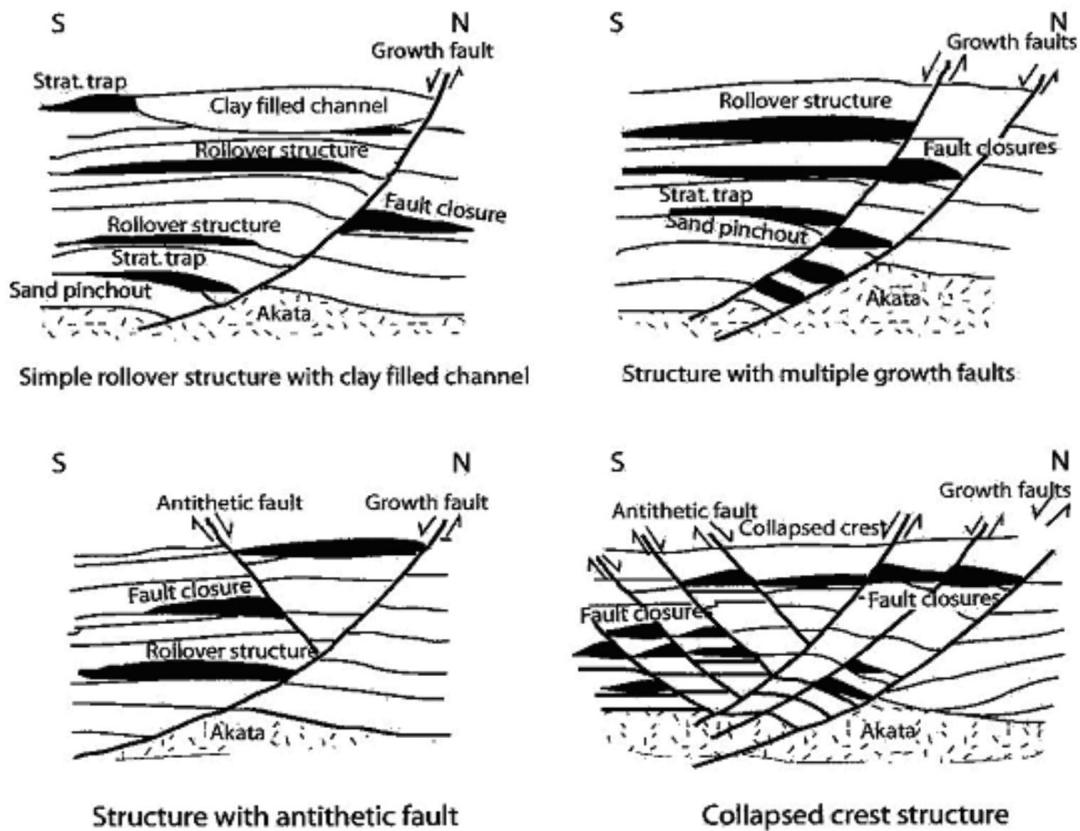 S
N
Growth fault
Strat. trap
Clay filled channel
Rollover structure
Fault closure
Rollover structure
Strat. trap
Sand pinchout
Akata
Simple rollover structure with clay filled channel
S
N
Growth faults
Rollover structure
Fault closures
Strat. trap
Sand pinchout
Akata
Structure with multiple growth faults
S
N
Antithetic fault
Growth fault
Fault closure
Rollover structure
Akata
Structure with antithetic fault
S
N
Growth faults
Antithetic fault
Collapsed crest
Fault closures
Fault closures
Akata
Collapsed crest structure